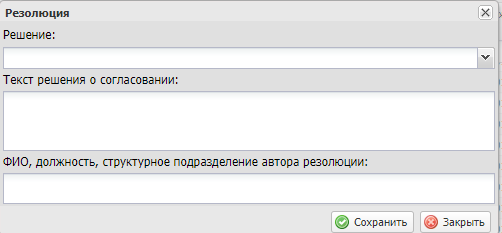 Резолюция
Решение:
Текст решения о согласовании:
ФИО, должность, структурное подразделение автора резолюции:
Сохранить Закрыть